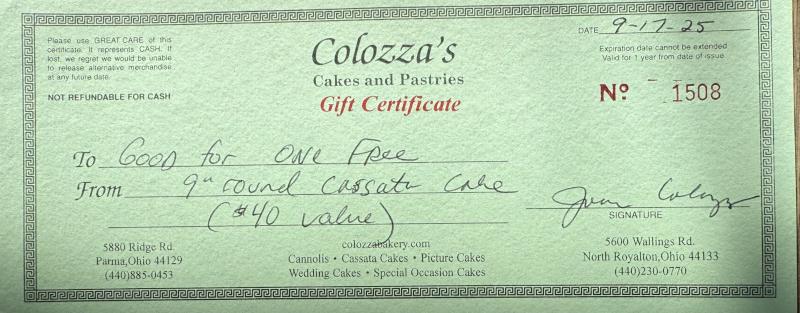 Please use GREAT CARE of this
certificate. It represents CASH. If
lost, we regret we would be unable
to release alternative merchandise
at any future date.
NOT REFUNDABLE FOR CASH
Colozza's
Cakes and Pastries
Gift Certificate
DATE 9-17-25
Expiration date cannot be extended
Valid for 1 year from date of issue
Nº 1508
To Good for one Free
From 9" round Cassata Cake
($40 value)
SIGNATURE
5880 Ridge Rd.
Parma,Ohio 44129
(440)885-0453
colozzabakery.com
Cannolis • Cassata Cakes • Picture Cakes
Wedding Cakes • Special Occasion Cakes
5600 Wallings Rd.
North Royalton,Ohio 44133
(440)230-0770